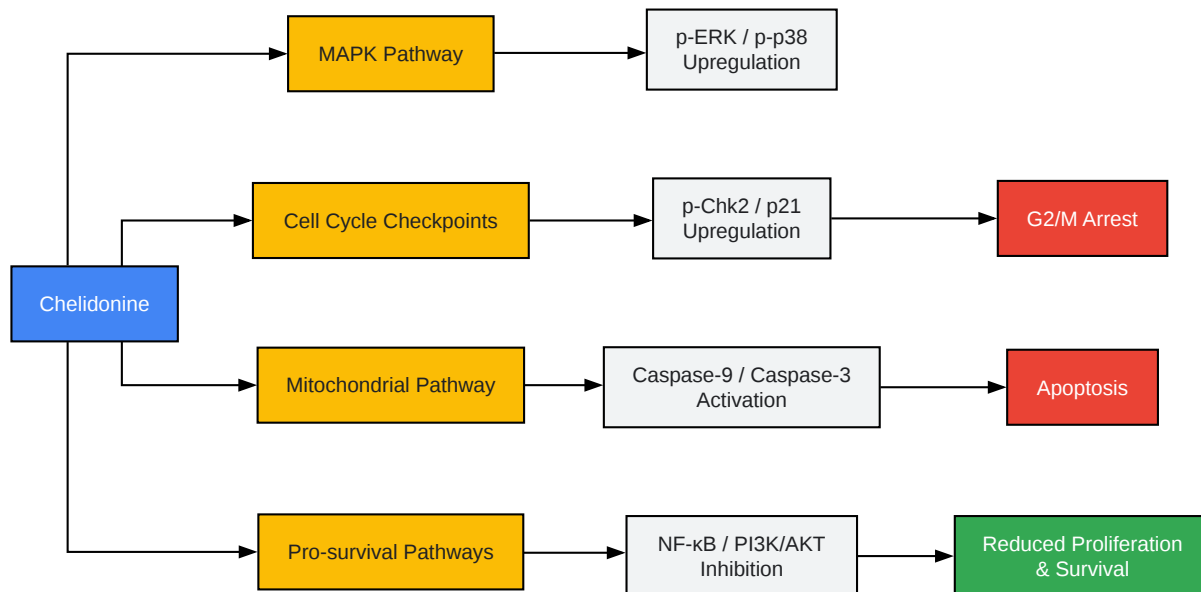 MAPK Pathway
p-ERK / p-p38
Upregulation
Cell Cycle Checkpoints
p-Chk2 / p21
Upregulation
G2/M Arrest
Chelidonine
Mitochondrial Pathway
Caspase-9 / Caspase-3
Activation
Apoptosis
Pro-survival Pathways
NF-κB / PI3K/AKT
Inhibition
Reduced Proliferation
& Survival